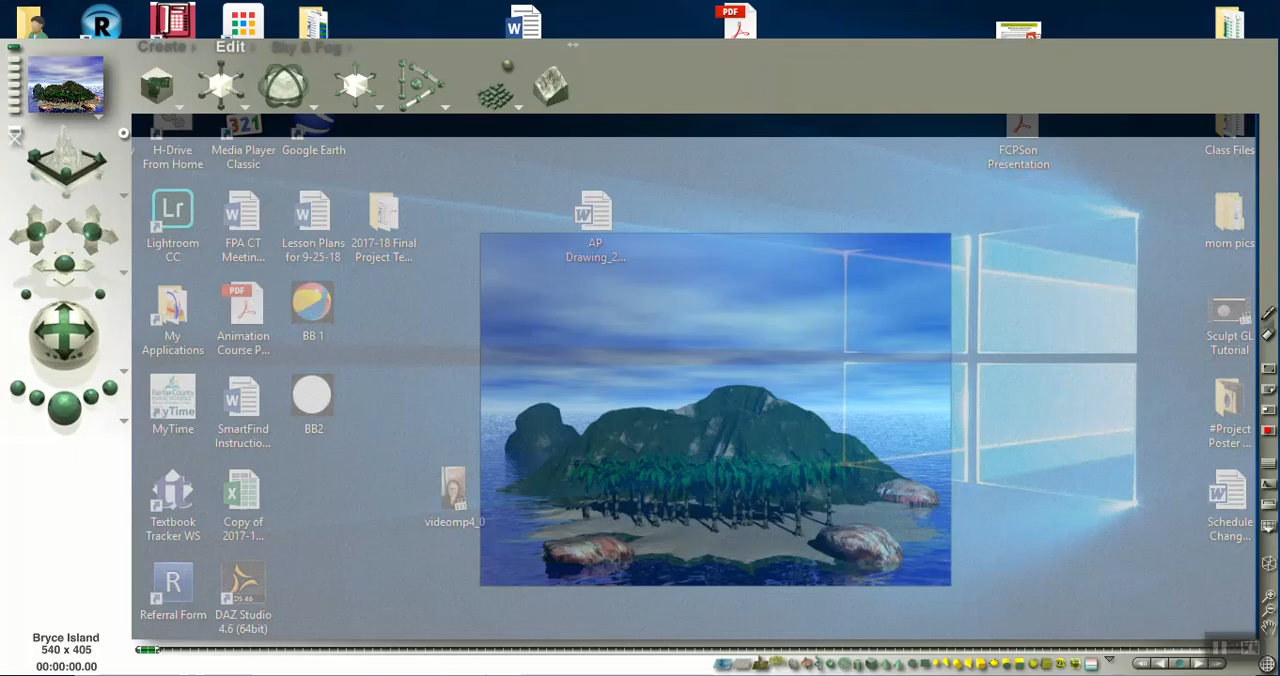 PDF
Create
Edit
Sky & Fog
H-Drive
From Home
Media Player
Classic
Google Earth
FCPSon
Presentation
Class Files
Lr
Lightroom
CC
FPA CT
Meetin...
Lesson Plans
for 9-25-18
2017-18 Final
Project Te...
AP
Drawing_2...
mom pics
My
Applications
PDF
Animation
Course P...
BB 1
Sculpt GL
Tutorial
MyTime
MyTime
SmartFind
Instructio...
BB2
#Project
Poster ...
Textbook
Tracker WS
Copy of
2017-1...
videomp4_0
Schedule
Chang...
R
Referral Form
DS 46
DAZ Studio
4.6 (64bit)
Bryce Island
540 x 405
00:00:00.00